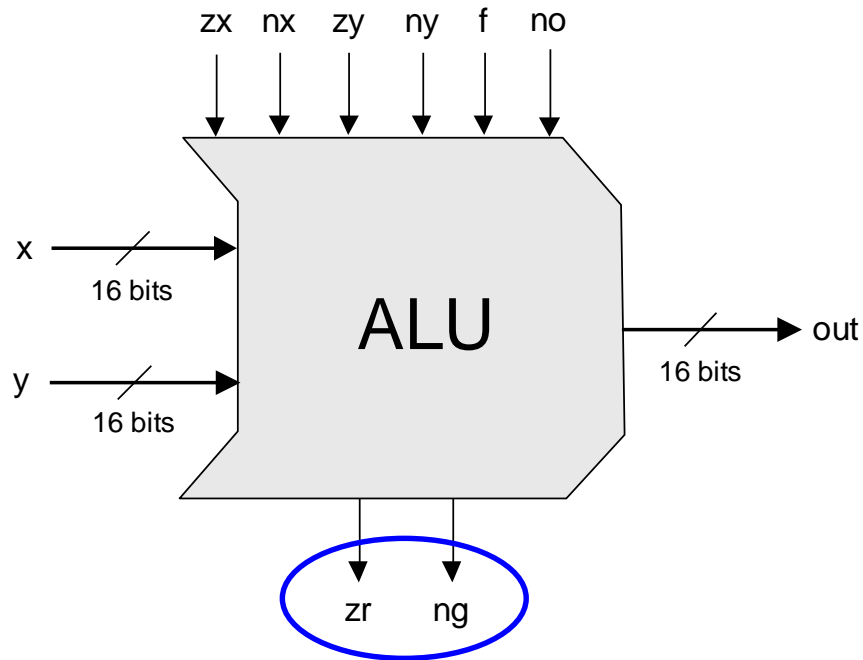 zx nx zy ny f no
x
16 bits
ALU
out
16 bits
y
16 bits
zr ng